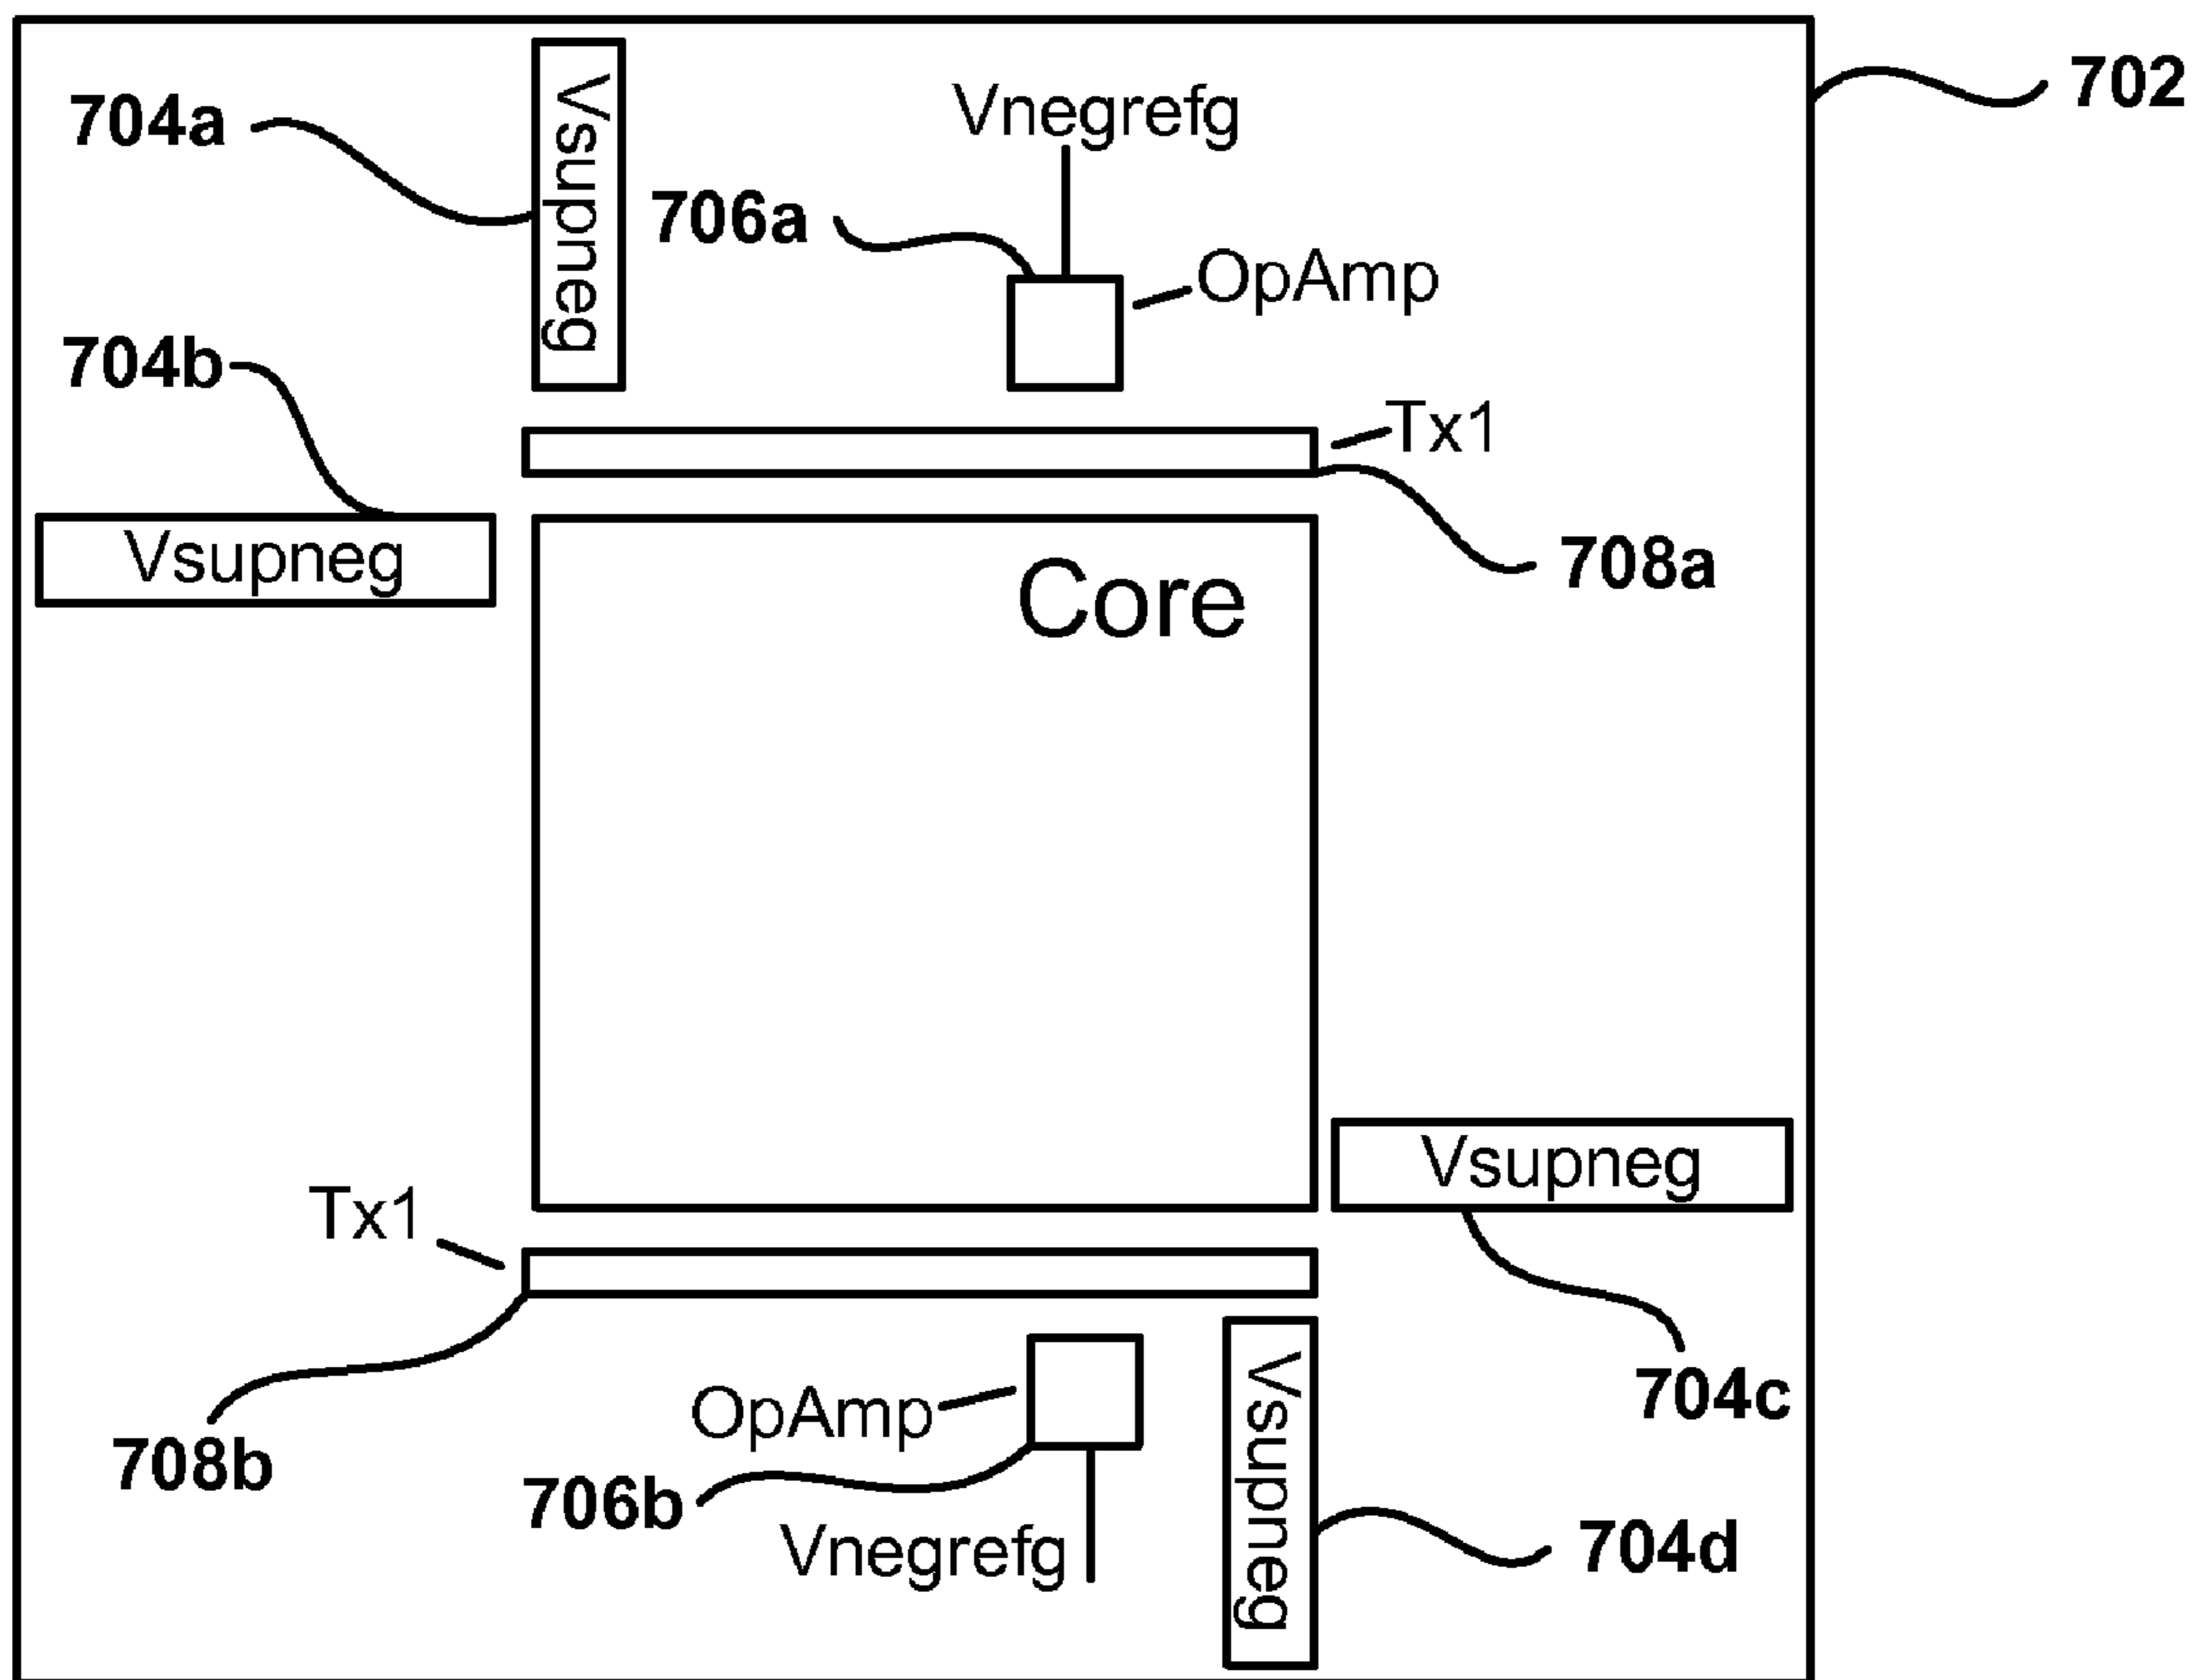 702
704a
Vsupneg
Vnegrefg
706a
OpAmp
704b
Tx1
Vsupneg
708a
Core
Vsupneg
Tx1
704c
OpAmp
708b
706b
Vsupneg
Vnegrefg
704d